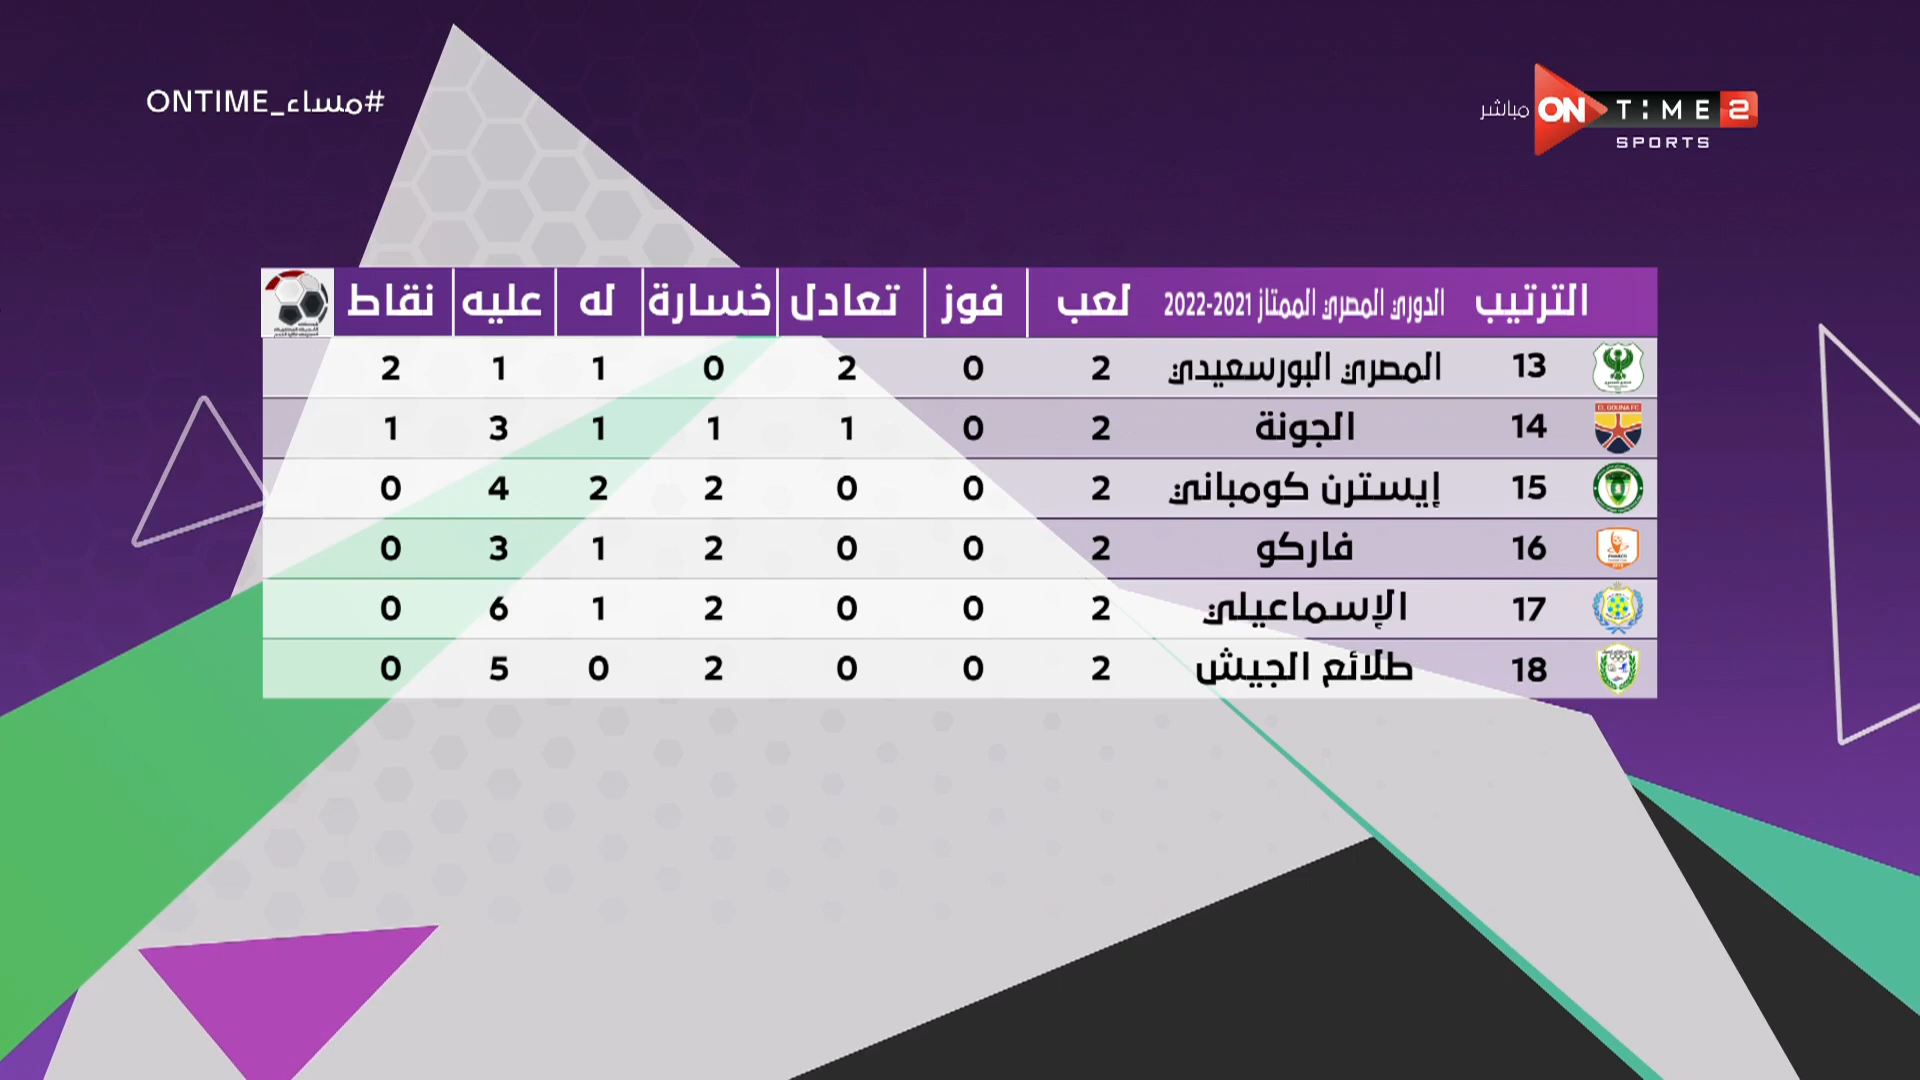 #مساء_ONTIME
مباشر ON TIME 2
SPORTS
الترتيب الدوري المصري الممتاز 2021-2022 لعب فوز تعادل خسارة له عليه نقاط
13 المصري البورسعيدي 2 0 2 0 1 1 2
14 الجونة 2 0 1 1 1 3 1
15 إيسترن كومباني 2 0 0 2 2 4 0
16 فاركو 2 0 0 2 1 3 0
17 الإسماعيلي 2 0 0 2 1 6 0
18 طلائع الجيش 2 0 0 2 0 5 0
EL GOUNA FC